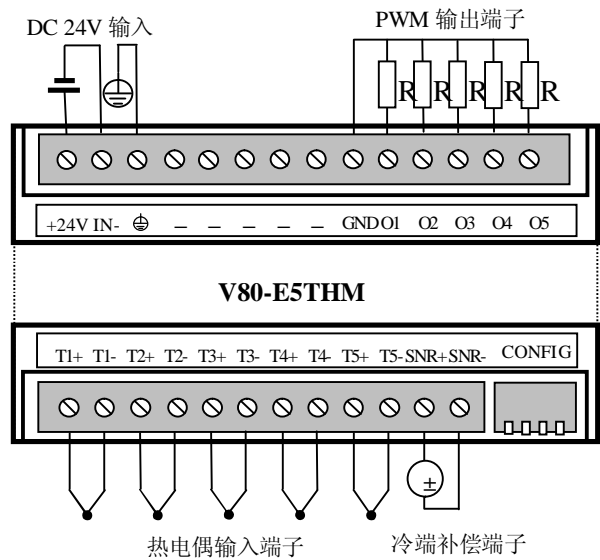 DC 24V 输入
PWM 输出端子
R R R R R
+24V IN- ⏚ – – – – – GND O1 O2 O3 O4 O5
V80-E5THM
T1+ T1- T2+ T2- T3+ T3- T4+ T4- T5+ T5- SNR+ SNR- CONFIG
±
热电偶输入端子
冷端补偿端子